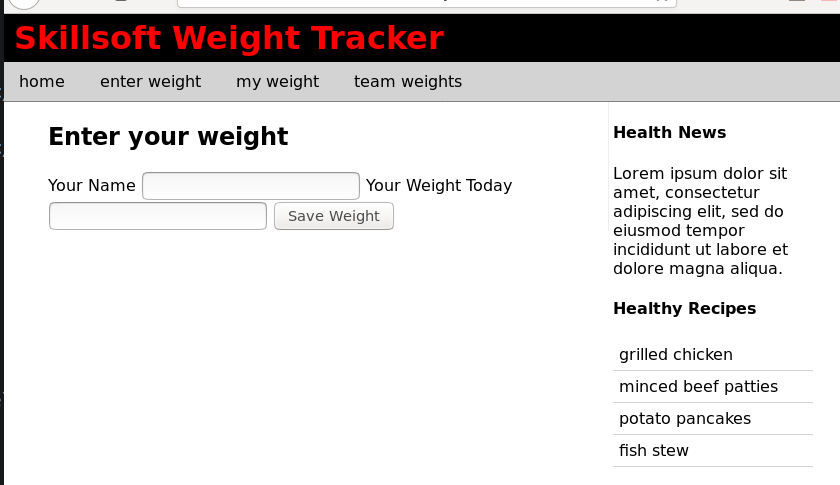 Skillsoft Weight Tracker
home enter weight my weight team weights
Enter your weight
Your Name Your Weight Today
Save Weight
Health News
Lorem ipsum dolor sit
amet, consectetur
adipiscing elit, sed do
eiusmod tempor
incididunt ut labore et
dolore magna aliqua.
Healthy Recipes
grilled chicken
minced beef patties
potato pancakes
fish stew